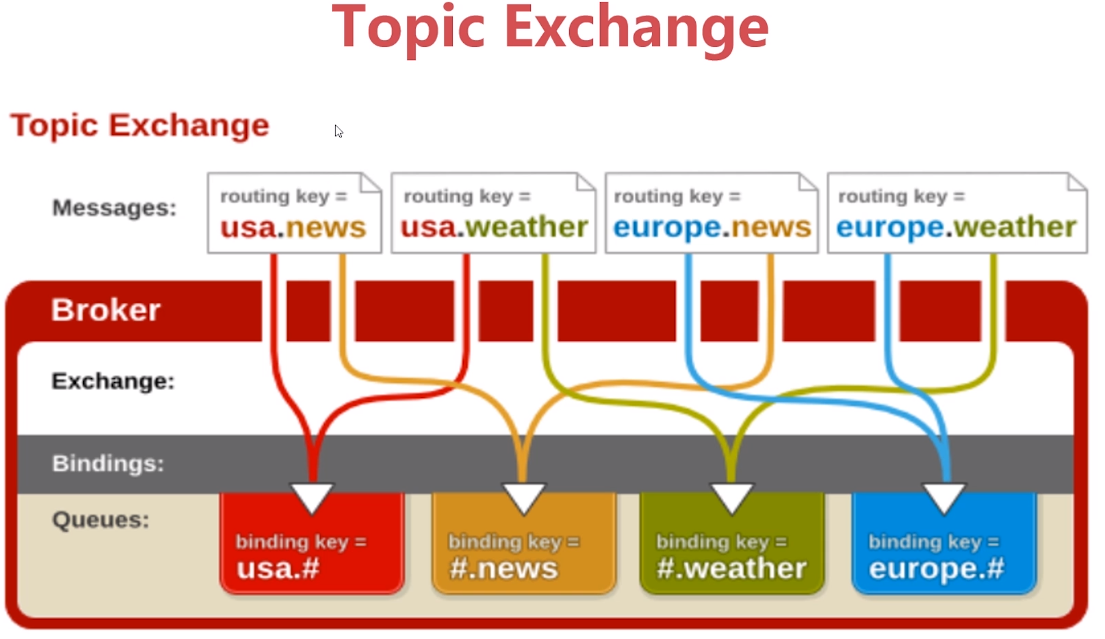 Topic Exchange
Topic Exchange
Messages:
routing key =
usa.news
routing key =
usa.weather
routing key =
europe.news
routing key =
europe.weather
Broker
Exchange:
Bindings:
Queues:
binding key =
usa.#
binding key =
#.news
binding key =
#.weather
binding key =
europe.#